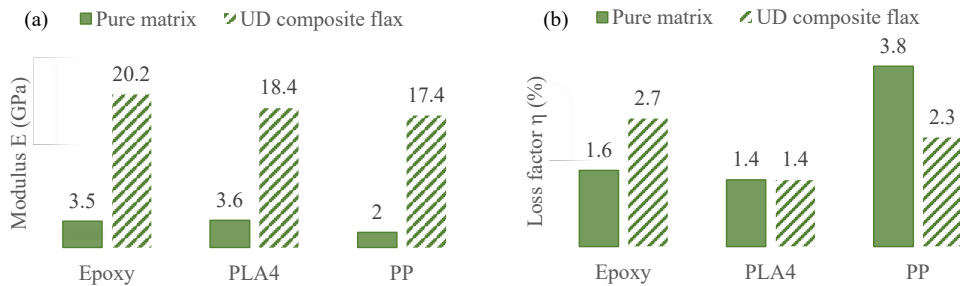 (a)
Pure matrix
UD composite flax
Modulus E (GPa)
20.2
18.4
17.4
3.5
3.6
2
Epoxy
PLA4
PP
(b)
Pure matrix
UD composite flax
Loss factor η (%)
3.8
2.7
2.3
1.6
1.4
1.4
Epoxy
PLA4
PP